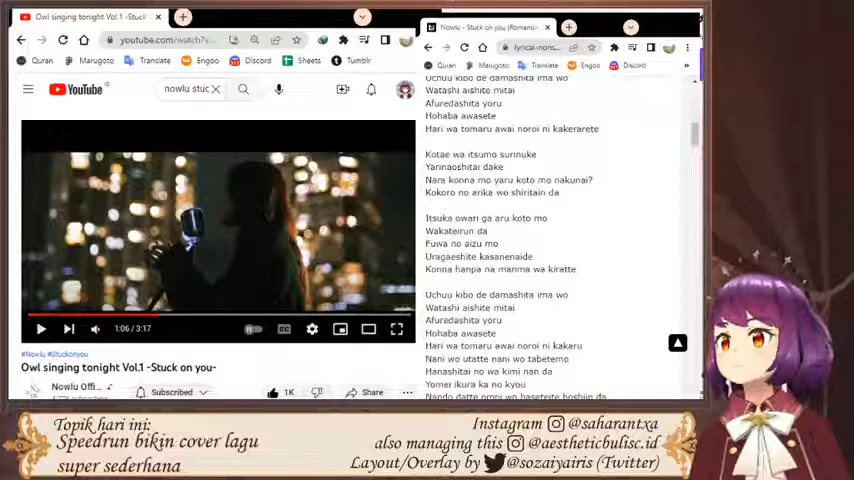 Owl singing tonight Vol.1 -Stuck
youtube.com/watch?v
Quran
Marugoto
Translate
Engoo
Discord
Sheets
Tumblr
YouTube
nowlu stuc
1:06 / 3:17
#Nowlu #Stuckonyou
Owl singing tonight Vol.1 -Stuck on you-
Nowlu Offi...
Subscribed
1K
Share
Nowlu - Stuck on you (Romano
lyrical-nons
Quran
Marugoto
Translate
Engoo
Discord
»
Uchuu kibo de damashita ima wo
Watashi aishite mitai
Afuredashita yoru
Hohaba awasete
Hari wa tomaru awai noroi ni kakerarete
Kotae wa itsumo surinuke
Yarinaoshitai dake
Nara konna mo yaru koto mo nakunai?
Kokoro no arika wo shiritain da
Itsuka owari ga aru koto mo
Wakateirun da
Fuwa no aizu mo
Uragaeshite kasanenaide
Konna hanpa na manma wa kiratte
Uchuu kibo de damashita ima wo
Watashi aishite mitai
Afuredashita yoru
Hohaba awasete
Hari wa tomaru awai noroi ni kakaru
Nani wo utatte nani wo tabetemo
Hanashitai no wa kimi nan da
Yomei ikura ka no kyou
Topik hari ini:
Speedrun bikin cover lagu
super sederhana
Instagram @saharantxa
also managing this @aestheticbulisc.id
Layout/Overlay by @sozaiyairis (Twitter)